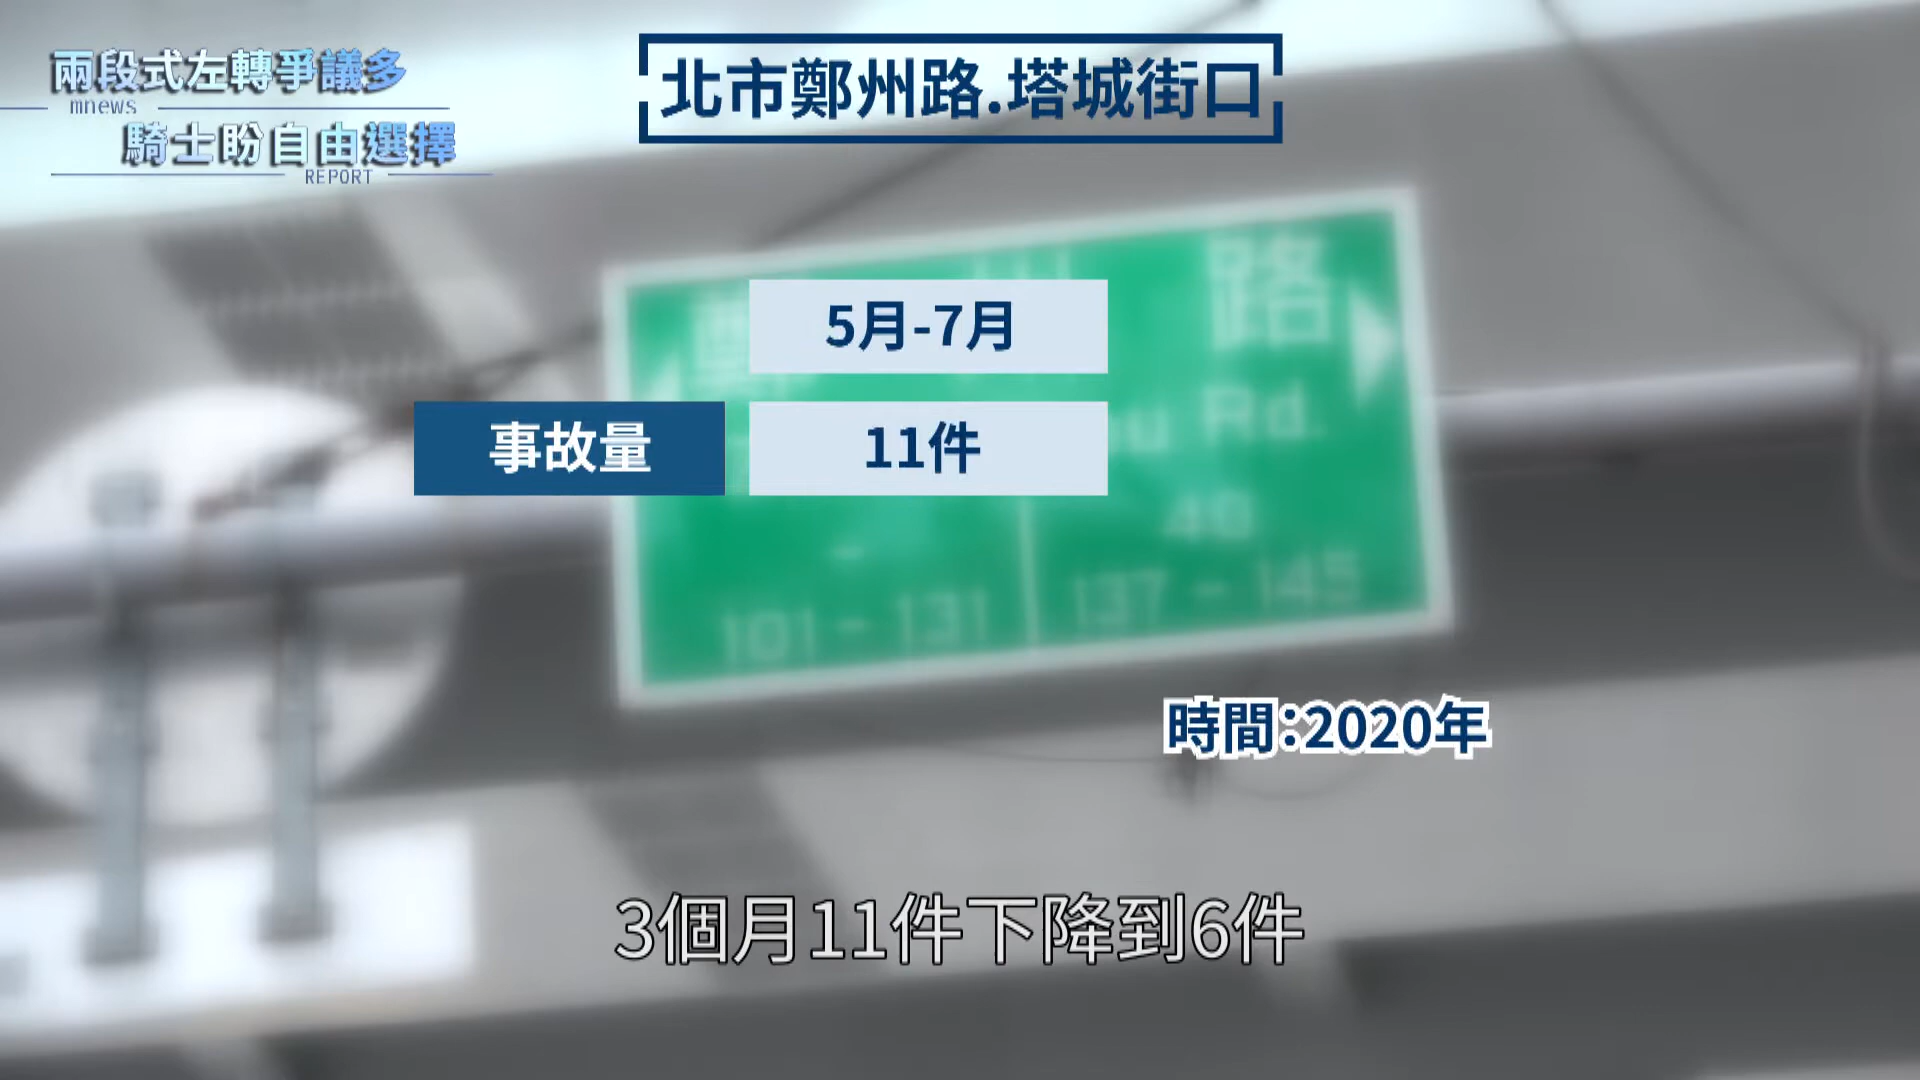 兩段式左轉爭議多
mnews
騎士盼自由選擇
REPORT
北市鄭州路.塔城街口
5月-7月
事故量
11件
路
Rd.
48
101-131
137-145
時間:2020年
3個月11件下降到6件